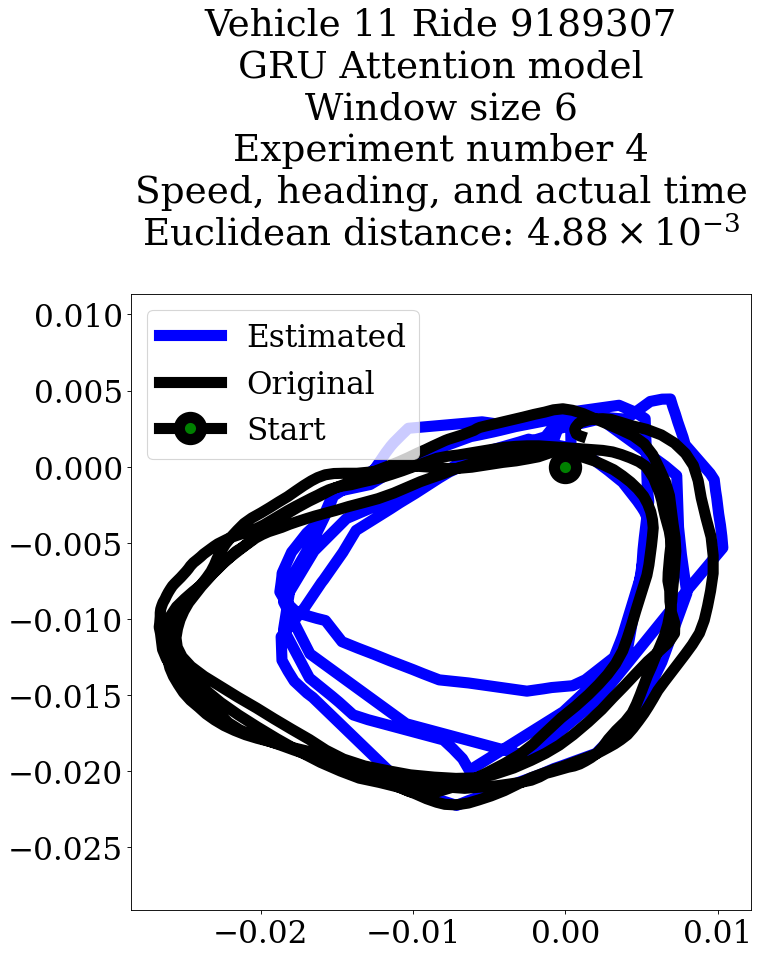 Vehicle 11 Ride 9189307
GRU Attention model
Window size 6
Experiment number 4
Speed, heading, and actual time
Euclidean distance: 4.88 × 10⁻³
0.010
0.005
0.000
−0.005
−0.010
−0.015
−0.020
−0.025
Estimated
Original
Start
−0.02
−0.01
0.00
0.01